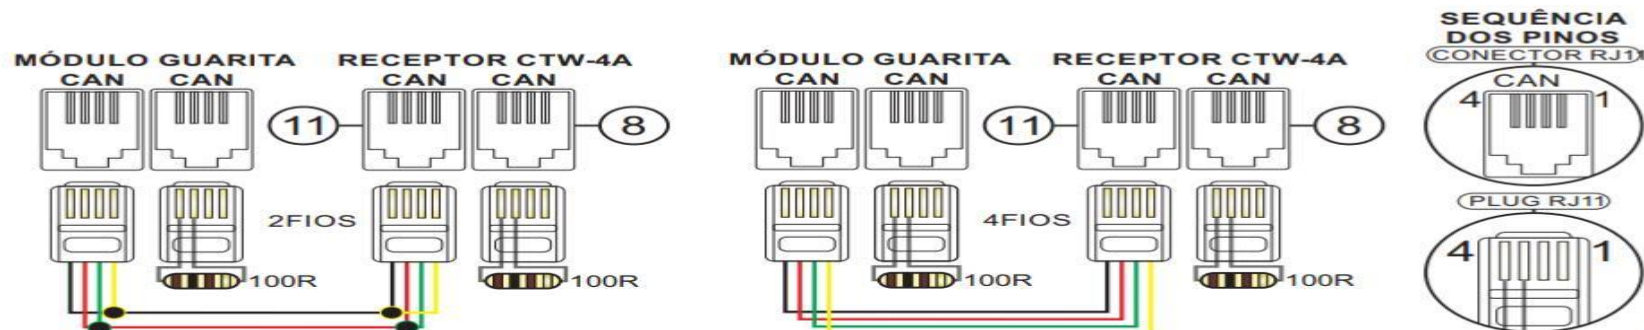 MÓDULO GUARITA RECEPTOR CTW-4A
CAN CAN CAN CAN
11 8
2FIOS
100R 100R
MÓDULO GUARITA RECEPTOR CTW-4A
CAN CAN CAN CAN
11 8
4FIOS
100R 100R
SEQUÊNCIA
DOS PINOS
CONECTOR RJ11
CAN
4 1
PLUG RJ11
4 1